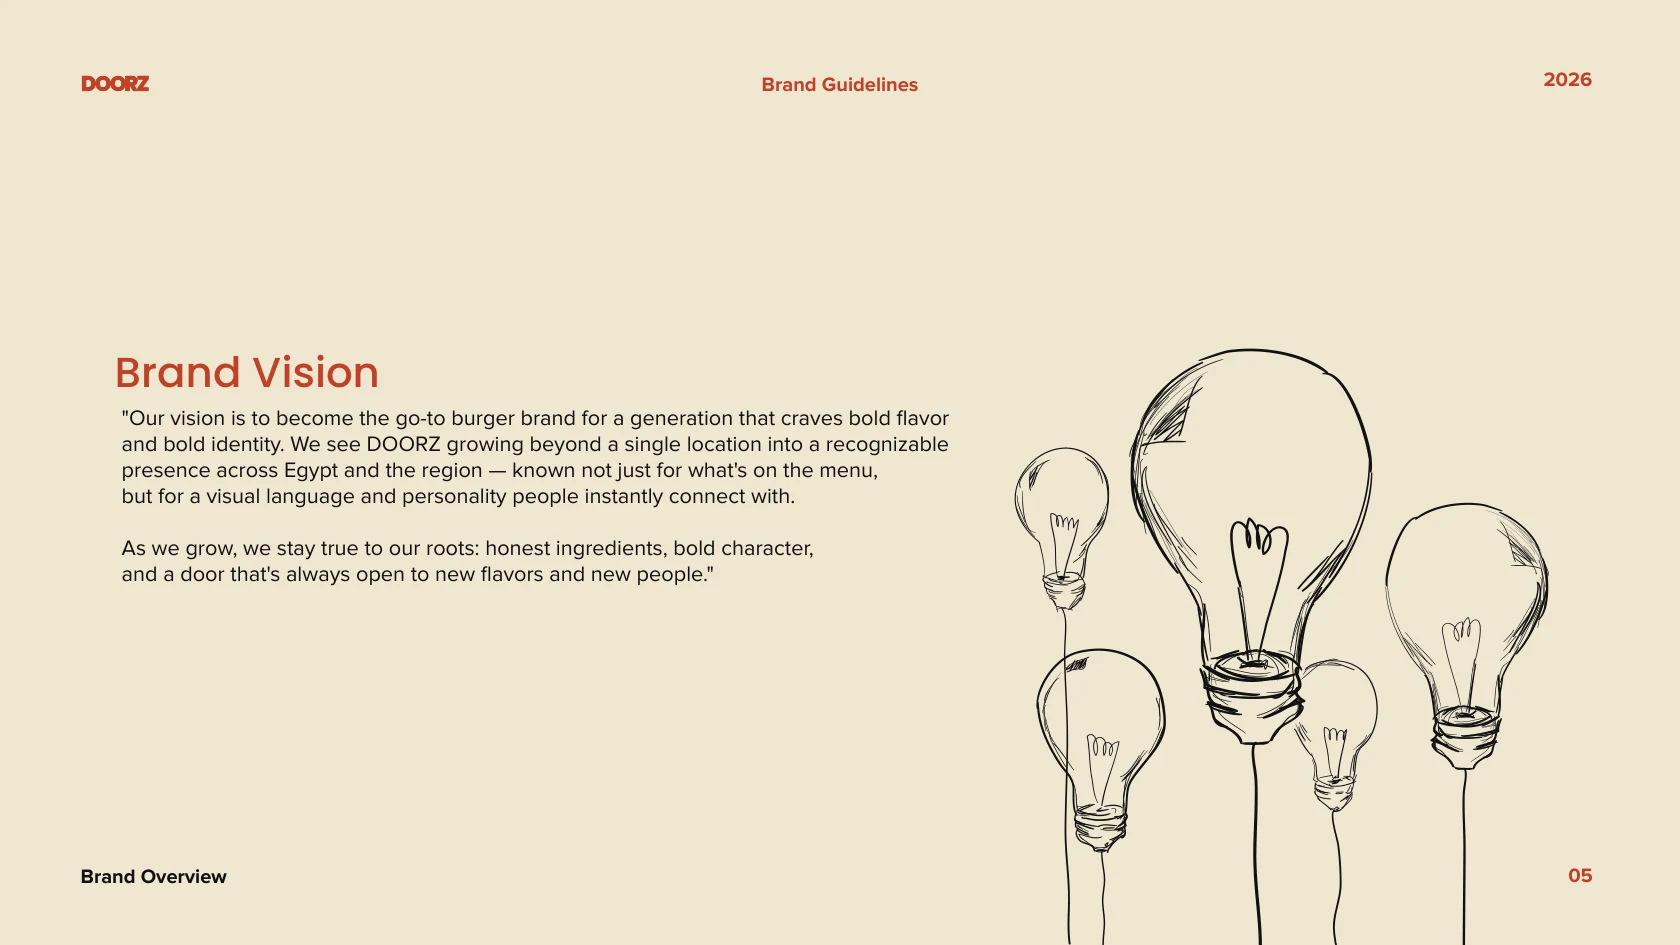 DOORZ
Brand Guidelines
2026
Brand Vision
"Our vision is to become the go-to burger brand for a generation that craves bold flavor
and bold identity. We see DOORZ growing beyond a single location into a recognizable
presence across Egypt and the region — known not just for what's on the menu,
but for a visual language and personality people instantly connect with.
As we grow, we stay true to our roots: honest ingredients, bold character,
and a door that's always open to new flavors and new people."
Brand Overview
05